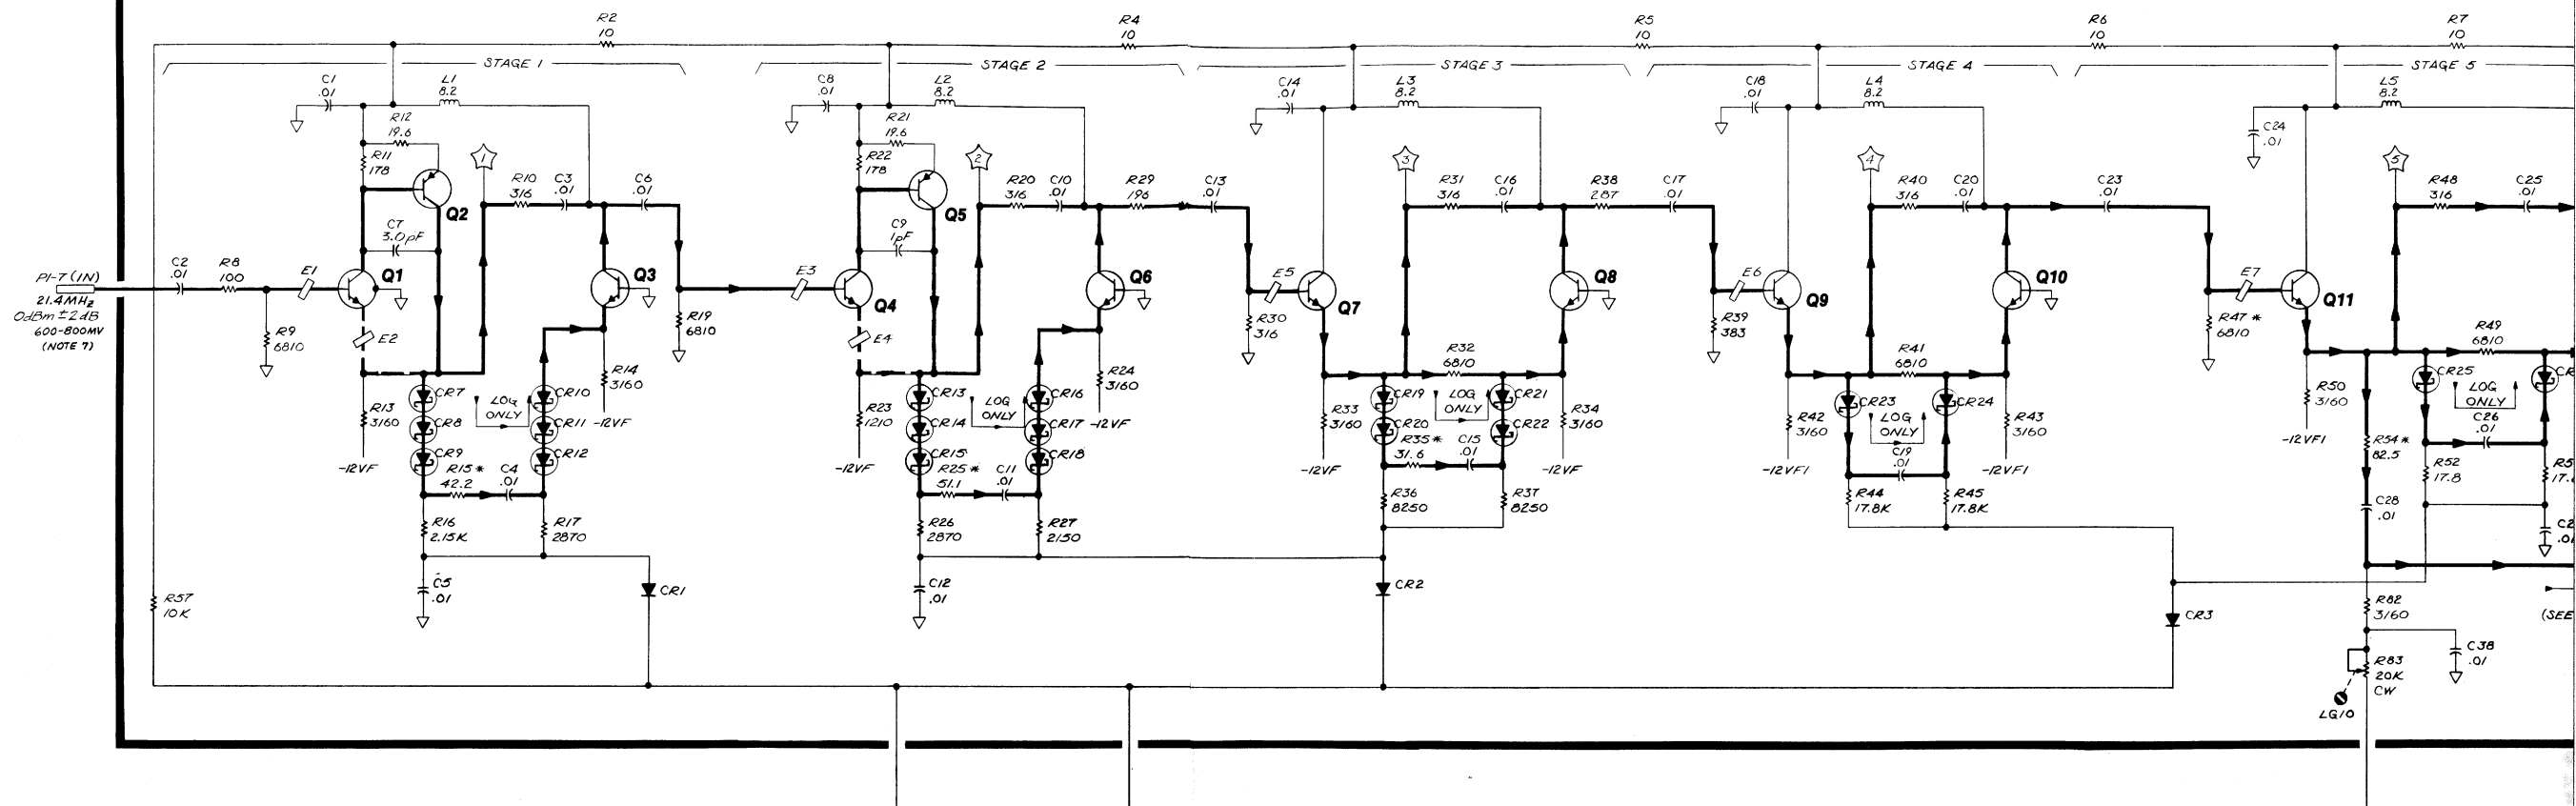 R2
10
R4
10
R5
10
R6
10
R7
10
STAGE 1
STAGE 2
STAGE 3
STAGE 4
STAGE 5
C1
.01
L1
8.2
R12
19.6
R11
178
Q2
C7
3.0pF
1
R10
316
C3
.01
C6
.01
P1-7 (IN)
21.4MHz
0dBm ±2dB
600-800MV
(NOTE 7)
C2
.01
R8
100
R9
6810
E1
Q1
E2
Q3
R19
6810
R13
3160
-12VF
CR7
CR8
CR9
LOG
ONLY
CR10
CR11
CR12
R14
3160
-12VF
R15*
42.2
C4
.01
R16
2.15K
R17
2870
C5
.01
CR1
R57
10K
C8
.01
L2
8.2
R21
19.6
R22
178
Q5
C9
1pF
2
R20
316
C10
.01
R29
196
C13
.01
E3
Q4
E4
Q6
R23
1210
-12VF
CR13
CR14
CR15
LOG
ONLY
CR16
CR17
CR18
R24
3160
-12VF
R25*
51.1
C11
.01
R26
2870
R27
2150
C12
.01
C14
.01
L3
8.2
3
R31
316
C16
.01
R38
287
C17
.01
E5
Q7
R30
316
Q8
R32
6810
R33
3160
-12VF
CR19
CR20
LOG
ONLY
CR21
CR22
R34
3160
-12VF
R35*
31.6
C15
.01
R36
8250
R37
8250
CR2
C18
.01
L4
8.2
4
R40
316
C20
.01
C23
.01
E6
Q9
R39
383
Q10
R41
6810
R42
3160
-12VF1
CR23
LOG
ONLY
CR24
R43
3160
-12VF1
C19
.01
R44
17.8K
R45
17.8K
CR3
C24
.01
L5
8.2
5
R48
316
C25
.01
E7
Q11
R47*
6810
R49
6810
R50
3160
-12VF1
CR25
LOG
ONLY
C26
.01
R54*
82.5
R52
17.8
C28
.01
R82
3160
R83
20K
CW
LG10
C38
.01
(SEE